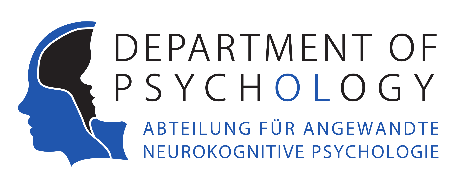 DEPARTMENT OF
PSYCHOLOGY
ABTEILUNG FÜR ANGEWANDTE
NEUROKOGNITIVE PSYCHOLOGIE